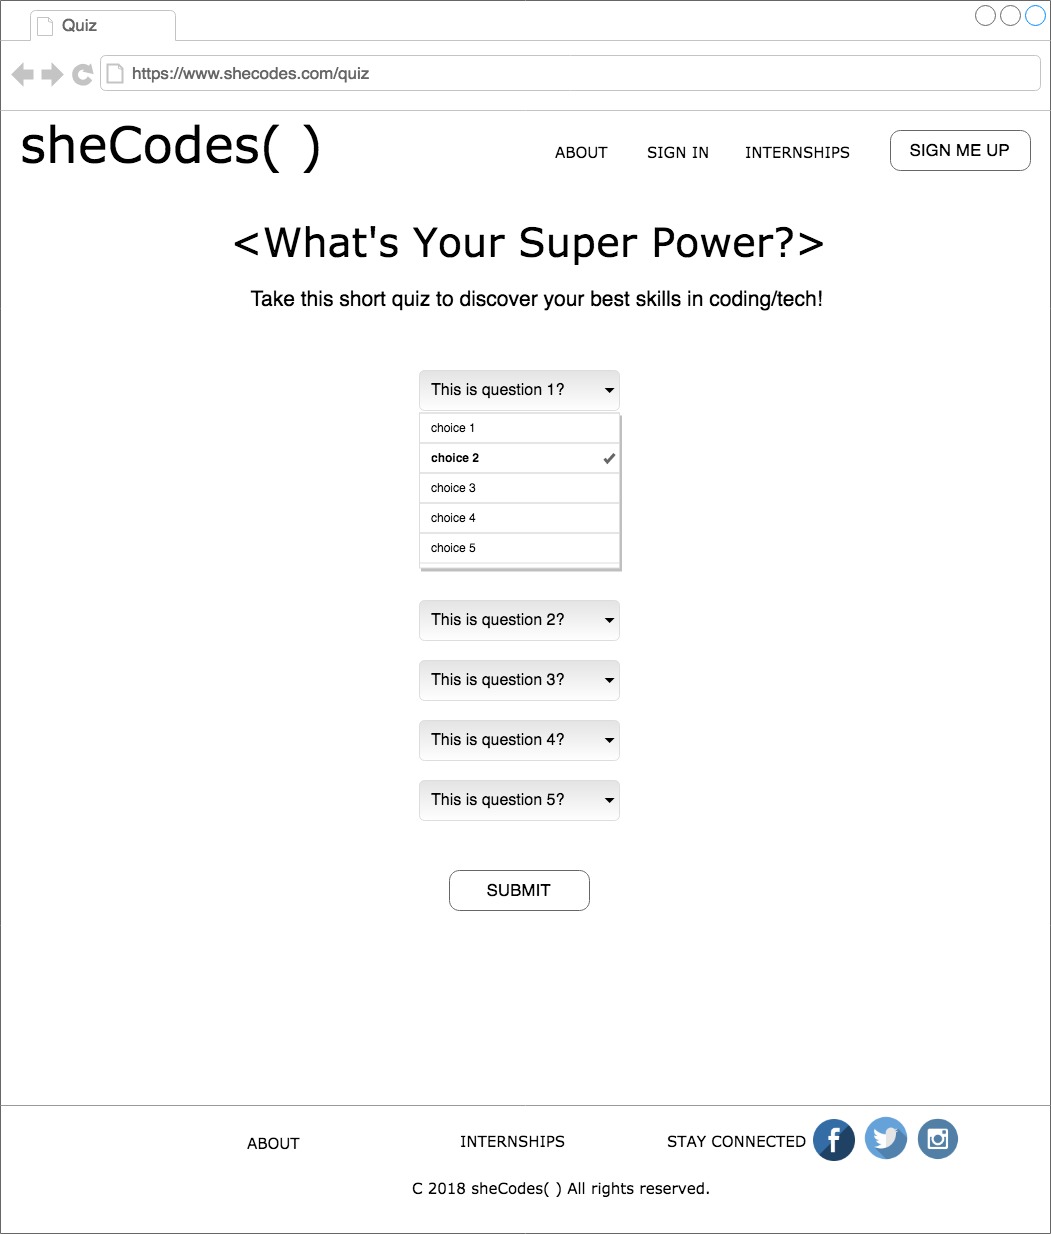 Quiz
https://www.shecodes.com/quiz
sheCodes( )
ABOUT SIGN IN INTERNSHIPS SIGN ME UP
<What's Your Super Power?>
Take this short quiz to discover your best skills in coding/tech!
This is question 1?
choice 1
choice 2
choice 3
choice 4
choice 5
This is question 2?
This is question 3?
This is question 4?
This is question 5?
SUBMIT
ABOUT INTERNSHIPS STAY CONNECTED
C 2018 sheCodes( ) All rights reserved.